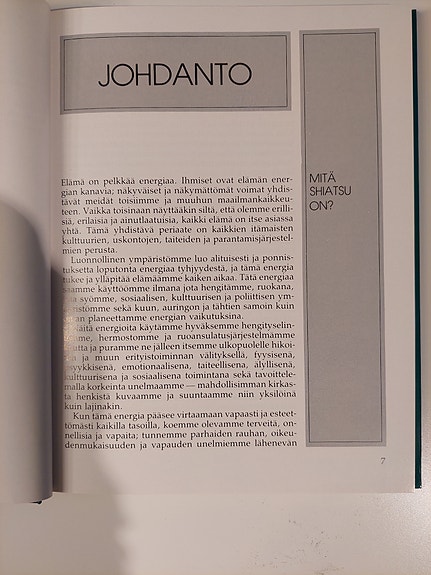 JOHDANTO
MITÄ
SHIATSU
ON?
Elämä on pelkkää energiaa. Ihmiset ovat elämän ener-
gian kanavia; näkyväiset ja näkymättömät voimat yhdis-
tävät meidät toisiimme ja muuhun maailmankaikkeu-
teen. Vaikka toisinaan näyttääkin siltä, että olemme erilli-
siä, erilaisia ja ainutlaatuisia, kaikki elämä on itse asiassa
yhtä. Tämä yhdistävä periaate on kaikkien itämaisten
kulttuurien, uskontojen, taiteiden ja parantamisjärjestel-
mien perusta.
Luonnollinen ympäristömme luo alituisesti ja ponnis-
tuksetta loputonta energiaa tyhjyydestä, ja tämä energia
tukee ja ylläpitää elämäämme kaiken aikaa. Tätä energiaa
saamme käyttöömme ilmana jota hengitämme, ruokana,
syömme, sosiaalisen, kulttuurisen ja poliittisen ym-
päristömme sekä kuun, auringon ja tähtien samoin kuin
oman planeettamme energian vaikutuksina.
Näitä energioita käytämme hyväksemme hengityselin-
hermostomme ja ruoansulatusjärjestelmämme
kautta ja puramme ne jälleen itsemme ulkopuolelle hikoi-
ja muun erityistoiminnan välityksellä, fyysisenä,
psyykkisenä, emotionaalisena, taiteellisena, älyllisenä,
kulttuurisena ja sosiaalisena toimintana sekä tavoittele-
malla korkeinta unelmaamme — mahdollisimman kirkas-
ta henkistä kuvaamme ja suuntaamme niin yksilöinä
kuin lajinakin.
Kun tämä energia pääsee virtaamaan vapaasti ja esteet-
tömästi kaikilla tasoilla, koemme olevamme terveitä, on-
nellisia ja vapaita; tunnemme parhaiden rauhan, oikeu-
denmukaisuuden ja vapauden unelmiemme lähenevän
7